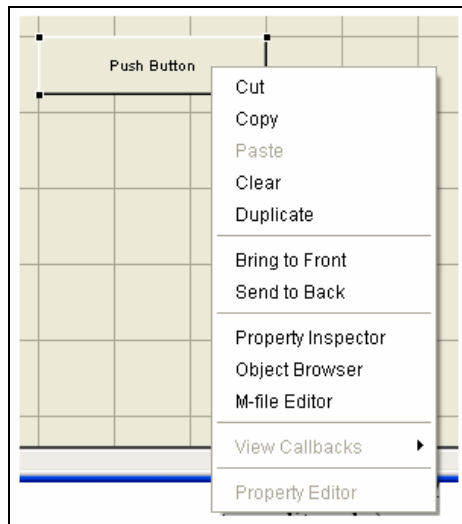 Push Button
Cut
Copy
Paste
Clear
Duplicate
Bring to Front
Send to Back
Property Inspector
Object Browser
M-file Editor
View Callbacks
Property Editor